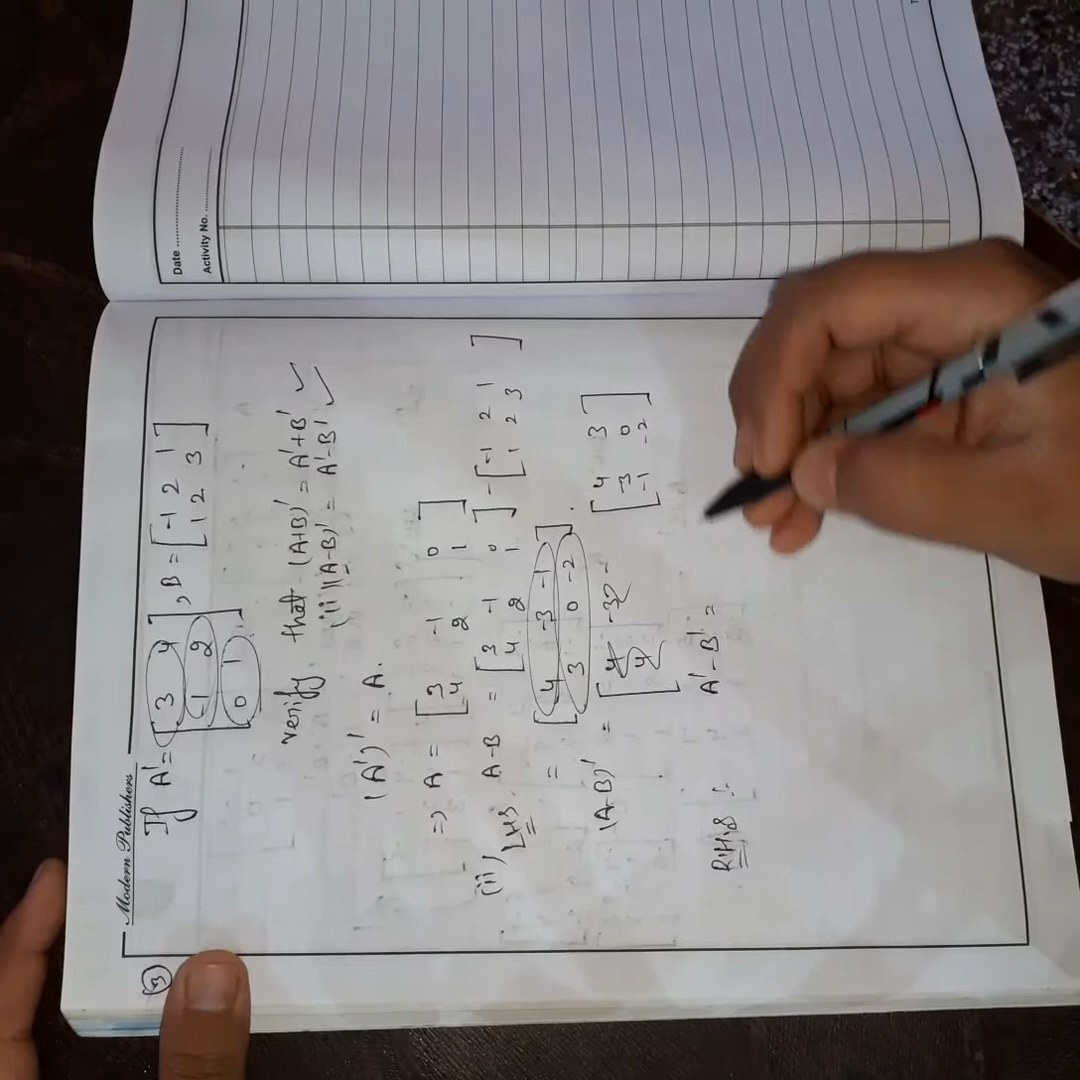 Date
Activity No.
Modern Publishers
③
If A' = [ 3 4 ] , B = [ -1 2 1 ]
-1 2 1 2 3
0 1
verify that (A+B)' = A'+B' ✓
(ii) (A-B)' = A'-B' ✓
(A')' = A.
=> A = [ 3 -1 0 ]
4 2 1
(ii) LHS. A-B = [ 3 -1 0 ] - [ -1 2 1 ]
4 2 1 1 2 3
= [ 4 -3 -1 ]
3 0 -2
(A-B)' = [ 4 3 ]
-3 0
-1 -2
R.H.S : A'-B' =